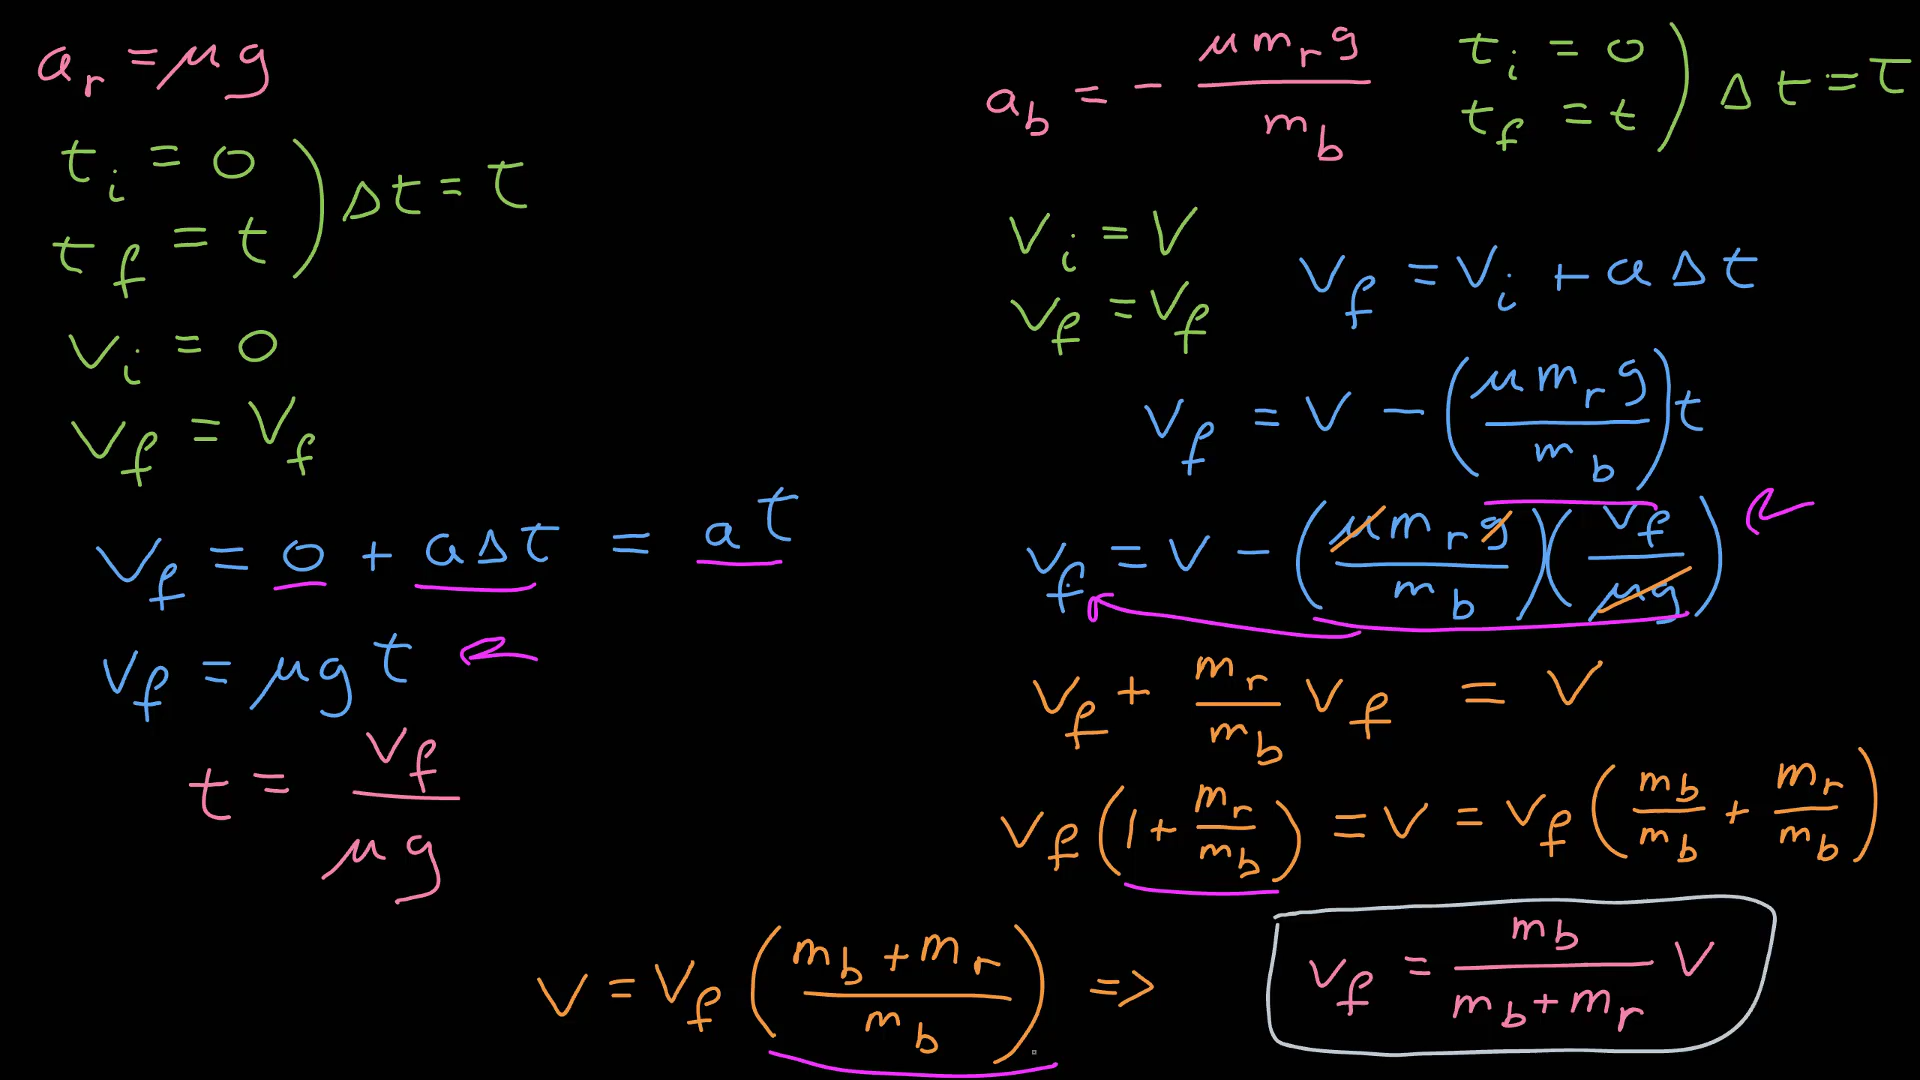 a_r = μg
t_i = 0
t_f = t ) Δt = t
v_i = 0
v_f = v_f
v_f = 0 + aΔt = at
v_f = μgt
t = v_f / μg
a_b = - μ m_r g / m_b
t_i = 0
t_f = t ) Δt = t
v_i = V
v_f = v_f
v_f = v_i + aΔt
v_f = V - (μ m_r g / m_b) t
v_f = V - (μ m_r g / m_b)(v_f / μg)
v_f + m_r / m_b v_f = V
v_f (1 + m_r / m_b) = V = v_f (m_b / m_b + m_r / m_b)
V = v_f (m_b + m_r / m_b) =>
v_f = m_b / m_b + m_r V